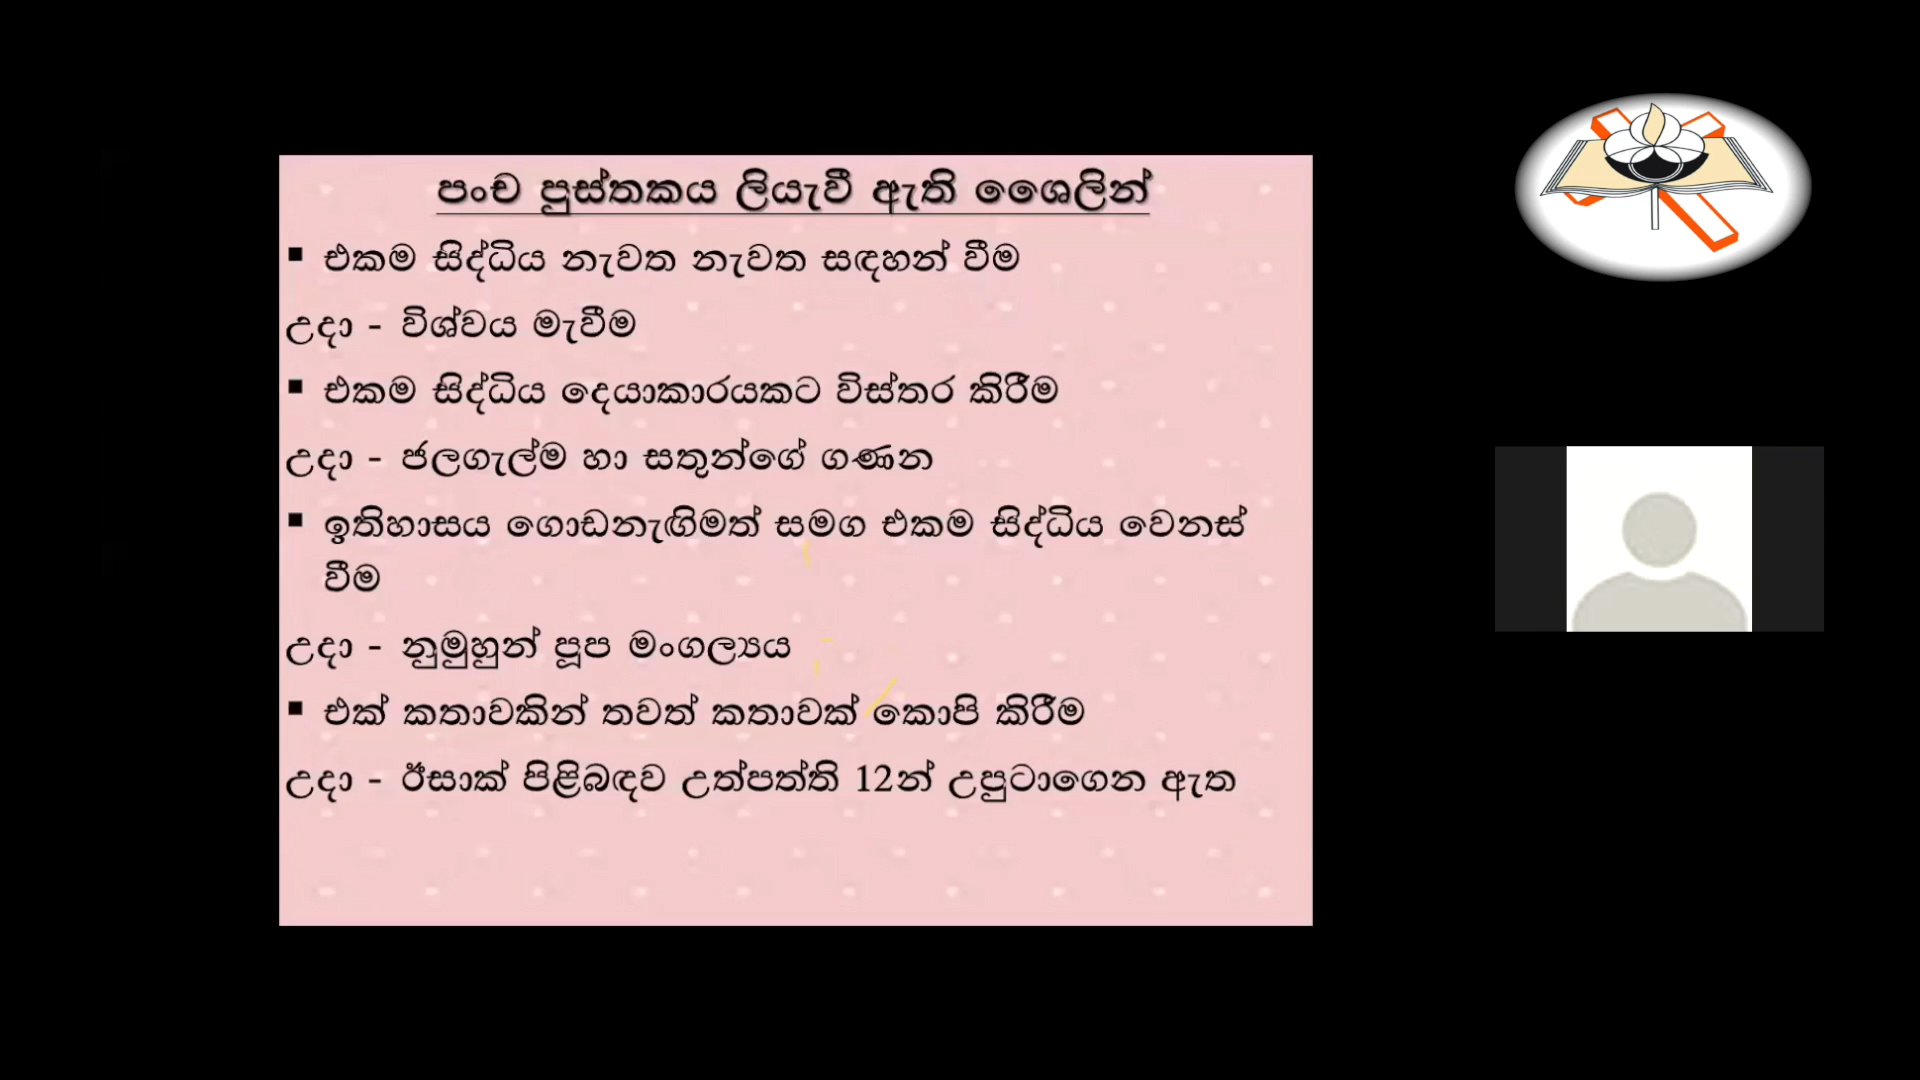 පංච පුස්තකය ලියැවී ඇති ශෛලින්
▪ එකම සිද්ධිය නැවත නැවත සඳහන් වීම
උදා - විශ්වය මැවීම
▪ එකම සිද්ධිය දෙයාකාරයකට විස්තර කිරීම
උදා - ජලගැල්ම හා සතුන්ගේ ගණන
▪ ඉතිහාසය ගොඩනැඟිමත් සමග එකම සිද්ධිය වෙනස්
වීම
උදා - නුමුහුන් පූප මංගල්‍යය
▪ එක් කතාවකින් තවත් කතාවක් කොපි කිරීම
උදා - ඊසාක් පිළිබඳව උත්පත්ති 12න් උපුටාගෙන ඇත